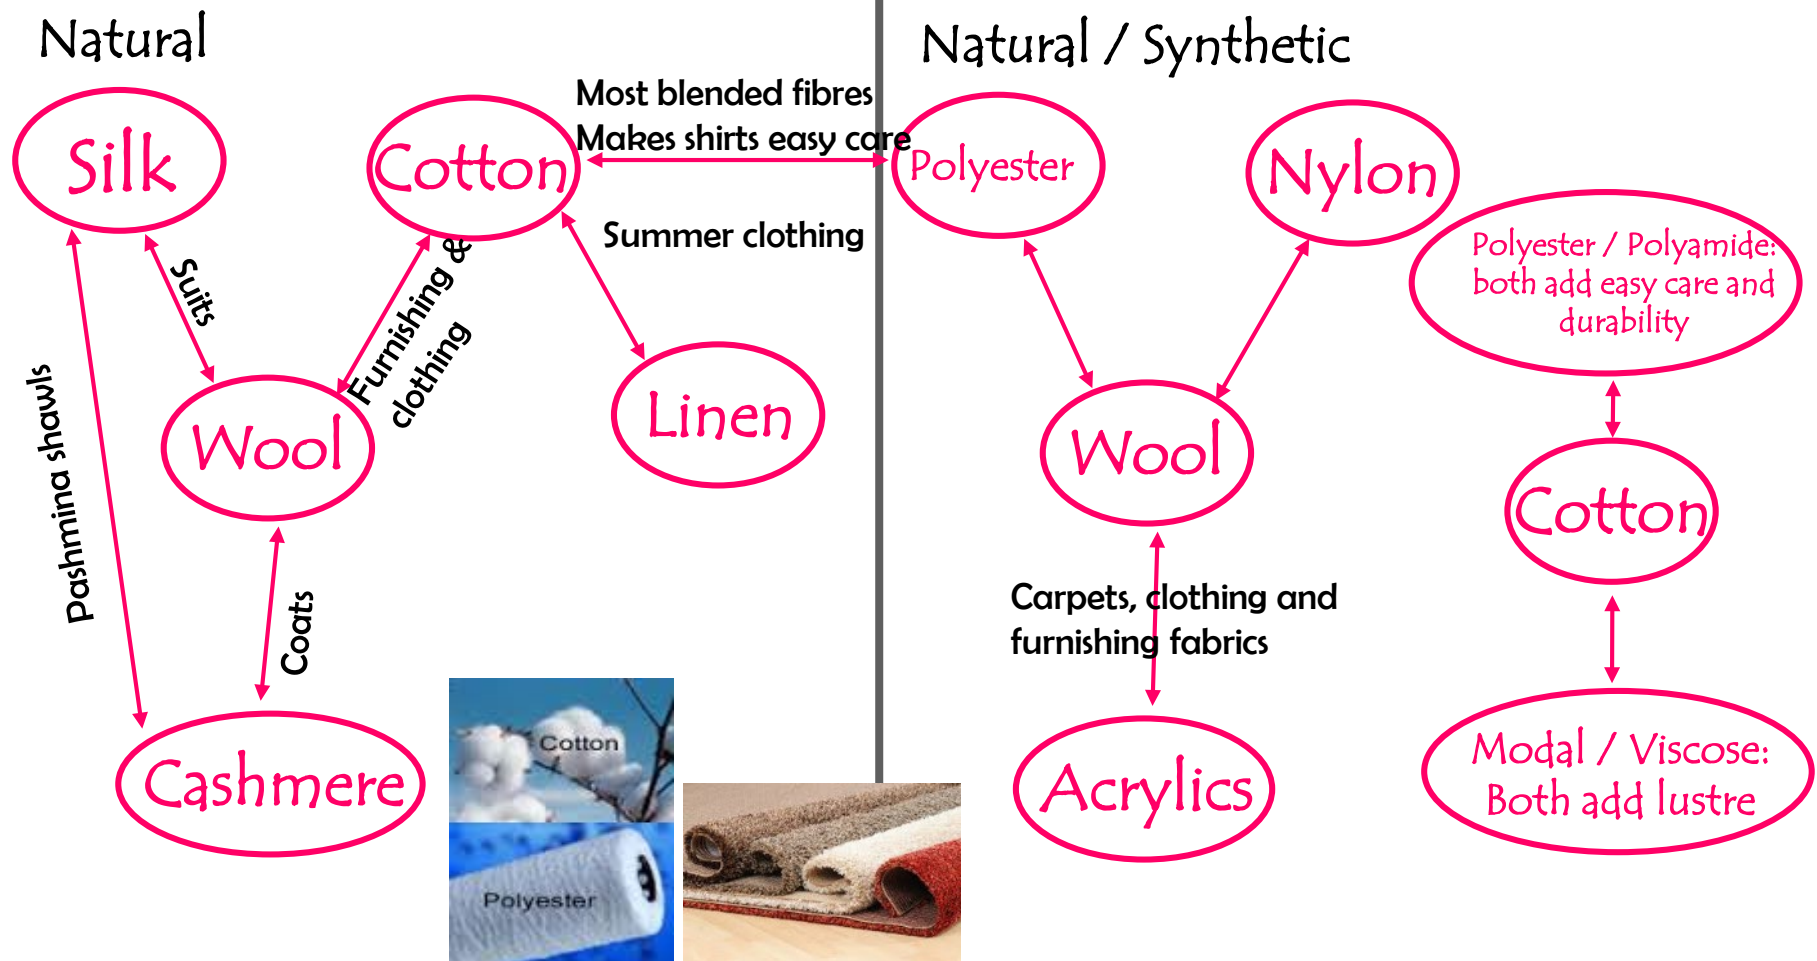 Natural
Natural / Synthetic
Most blended fibres
Makes shirts easy care
Silk
Cotton
Polyester
Nylon
Summer clothing
Polyester / Polyamide:
both add easy care and
durability
Suits
Furnishing &
clothing
Pashmina shawls
Wool
Linen
Wool
Cotton
Coats
Carpets, clothing and
furnishing fabrics
Cashmere
Cotton
Polyester
Acrylics
Modal / Viscose:
Both add lustre